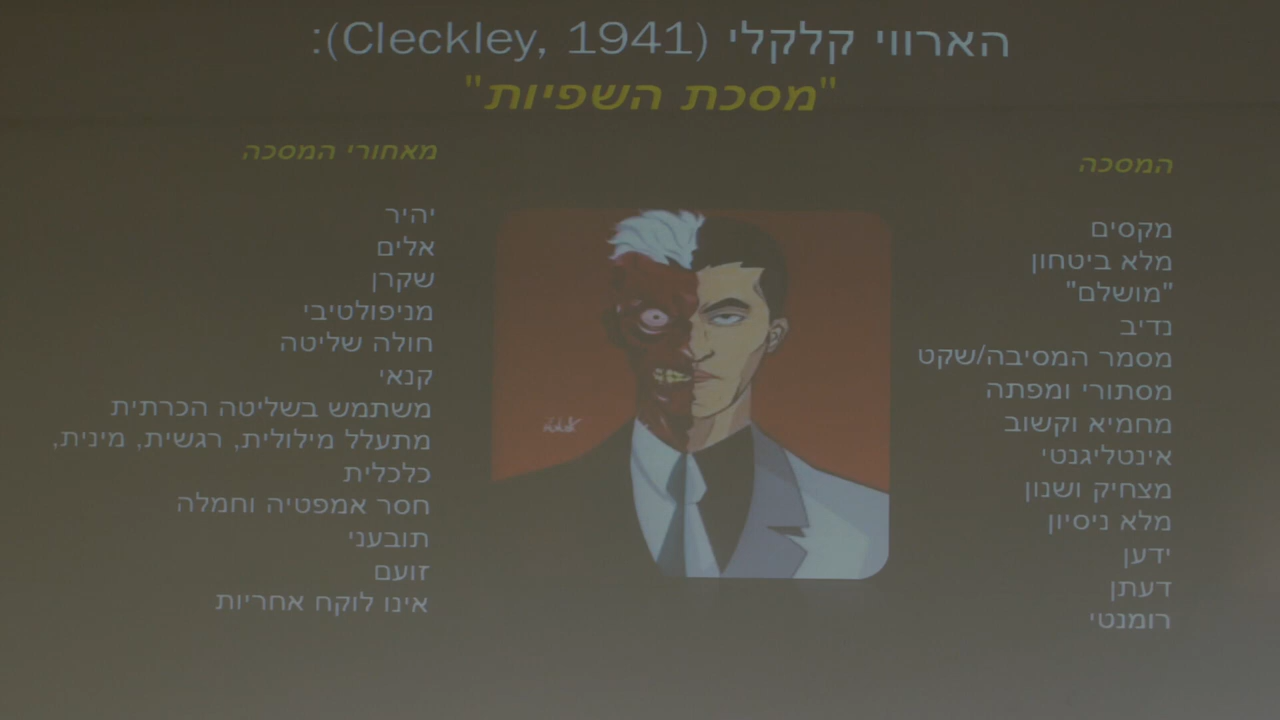 הארווי קלקלי (Cleckley, 1941):
"מסכת השפיות"
המסכה
מקסים
מלא ביטחון
"מושלם"
נדיב
מסמר המסיבה/שקט
מסתורי ומפתה
מחמיא וקשוב
אינטליגנטי
מצחיק ושנון
מלא ניסיון
ידען
דעתן
רומנטי
מאחורי המסכה
יהיר
אלים
שקרן
מניפולטיבי
חולה שליטה
קנאי
משתמש בשליטה הכרתית
מתעלל מילולית, רגשית, מינית,
כלכלית
חסר אמפטיה וחמלה
תובעני
זועם
אינו לוקח אחריות